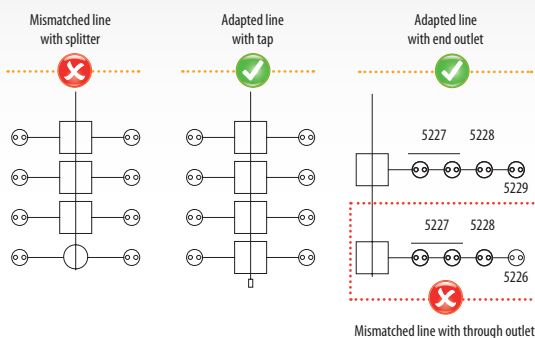 Mismatched line
with splitter
Adapted line
with tap
Adapted line
with end outlet
5227 5228
5229
5227 5228
5226
Mismatched line with through outlet